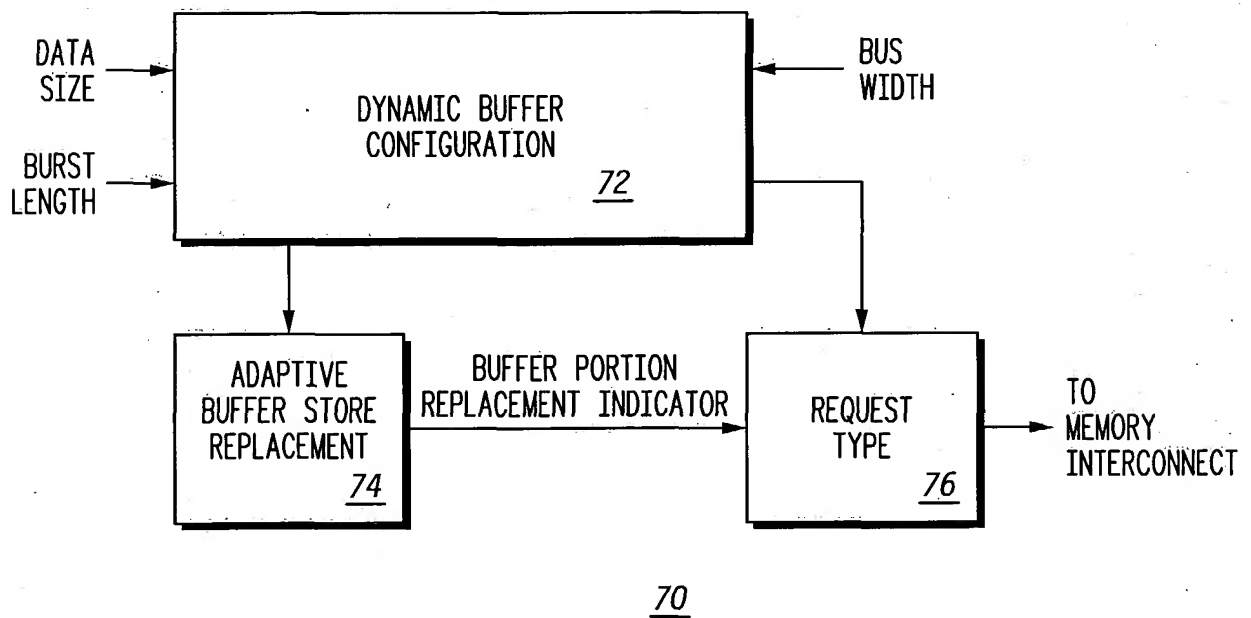 DATA
SIZE
BURST
LENGTH
DYNAMIC BUFFER
CONFIGURATION
72
BUS
WIDTH
ADAPTIVE
BUFFER STORE
REPLACEMENT
74
BUFFER PORTION
REPLACEMENT INDICATOR
REQUEST
TYPE
76
TO
MEMORY
INTERCONNECT
70